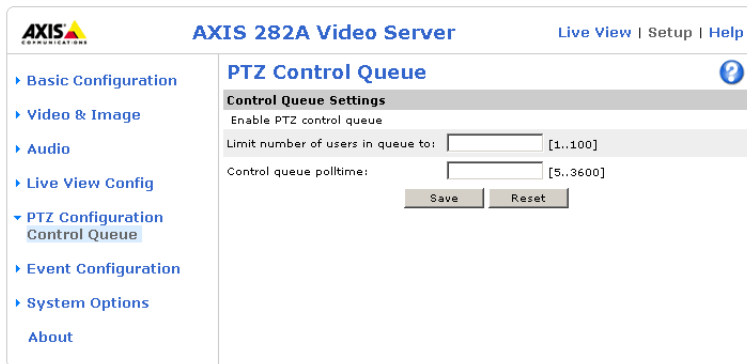 AXIS
COMMUNICATIONS
AXIS 282A Video Server
Live View | Setup | Help
Basic Configuration
Video & Image
Audio
Live View Config
PTZ Configuration
Control Queue
Event Configuration
System Options
About
PTZ Control Queue
?
Control Queue Settings
Enable PTZ control queue
Limit number of users in queue to: [1..100]
Control queue polltime: [5..3600]
Save Reset